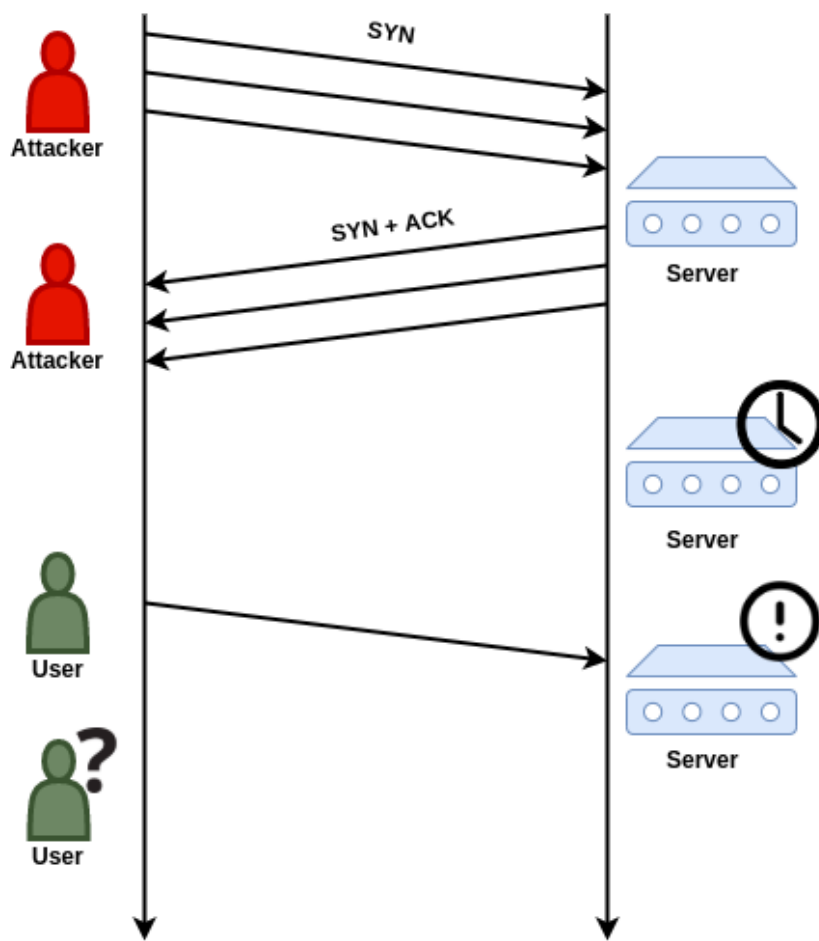 SYN
Attacker
SYN + ACK
Server
Attacker
Server
User
?
!
Server
User